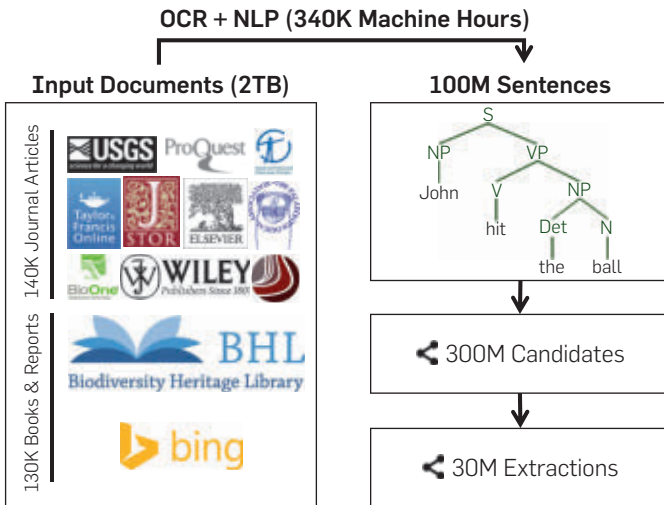 OCR + NLP (340K Machine Hours)
Input Documents (2TB)
140K Journal Articles
USGS
science for a changing world
ProQuest
Taylor & Francis Online
JSTOR
ELSEVIER
BioOne
WILEY
Publishers Since 1807
130K Books & Reports
BHL
Biodiversity Heritage Library
bing
100M Sentences
S
NP VP
John V NP
hit Det N
the ball
300M Candidates
30M Extractions